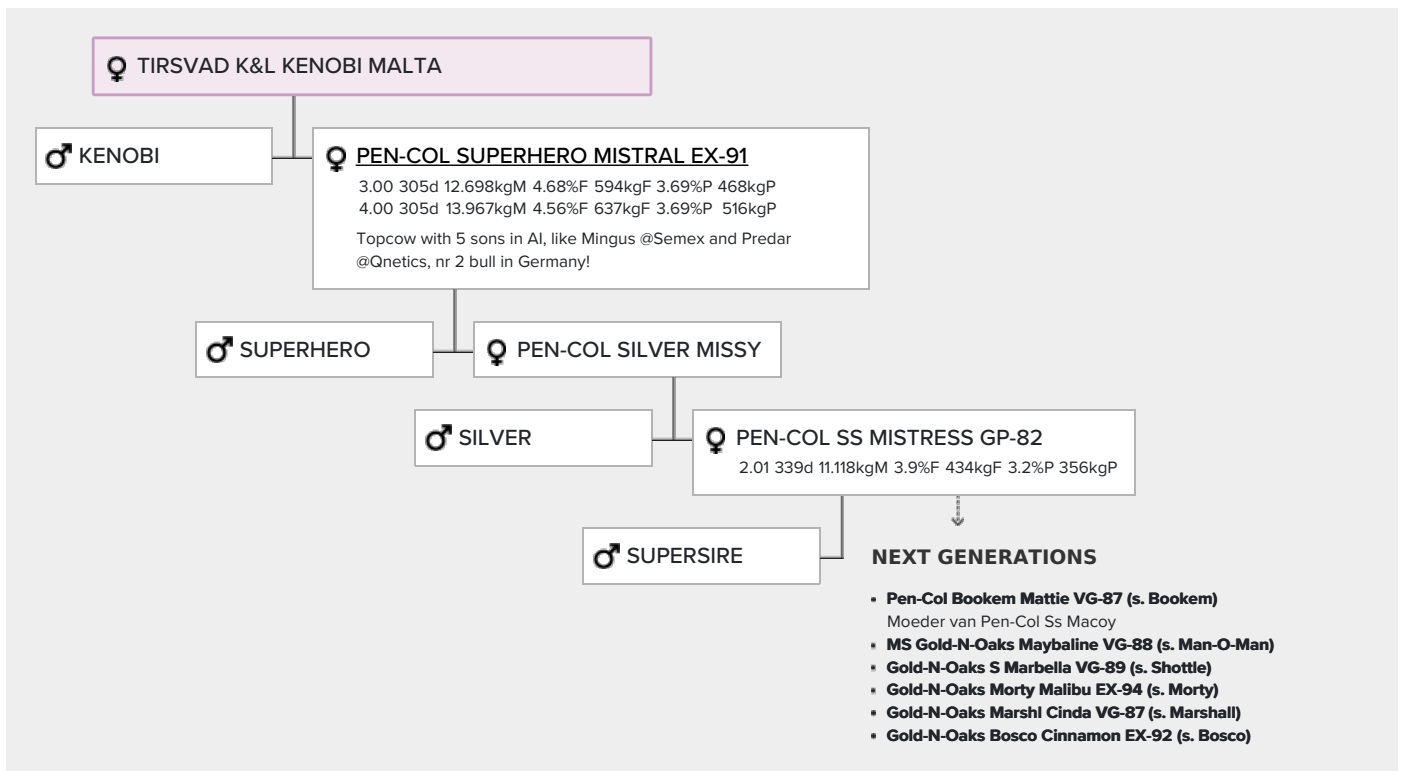 TIRSVAD K&L KENOBI MALTA
KENOBI
PEN-COL SUPERHERO MISTRAL EX-91
3.00 305d 12.698kgM 4.68%F 594kgF 3.69%P 468kgP
4.00 305d 13.967kgM 4.56%F 637kgF 3.69%P 516kgP
Topcow with 5 sons in AI, like Mingus @Semex and Predar
@Qnetics, nr 2 bull in Germany!
SUPERHERO
PEN-COL SILVER MISSY
SILVER
PEN-COL SS MISTRESS GP-82
2.01 339d 11.118kgM 3.9%F 434kgF 3.2%P 356kgP
SUPERSIRE
NEXT GENERATIONS
Pen-Col Bookem Mattie VG-87 (s. Bookem)
Moeder van Pen-Col Ss Macoy
MS Gold-N-Oaks Maybaline VG-88 (s. Man-O-Man)
Gold-N-Oaks S Marbella VG-89 (s. Shottle)
Gold-N-Oaks Morty Malibu EX-94 (s. Morty)
Gold-N-Oaks Marshl Cinda VG-87 (s. Marshall)
Gold-N-Oaks Bosco Cinnamon EX-92 (s. Bosco)